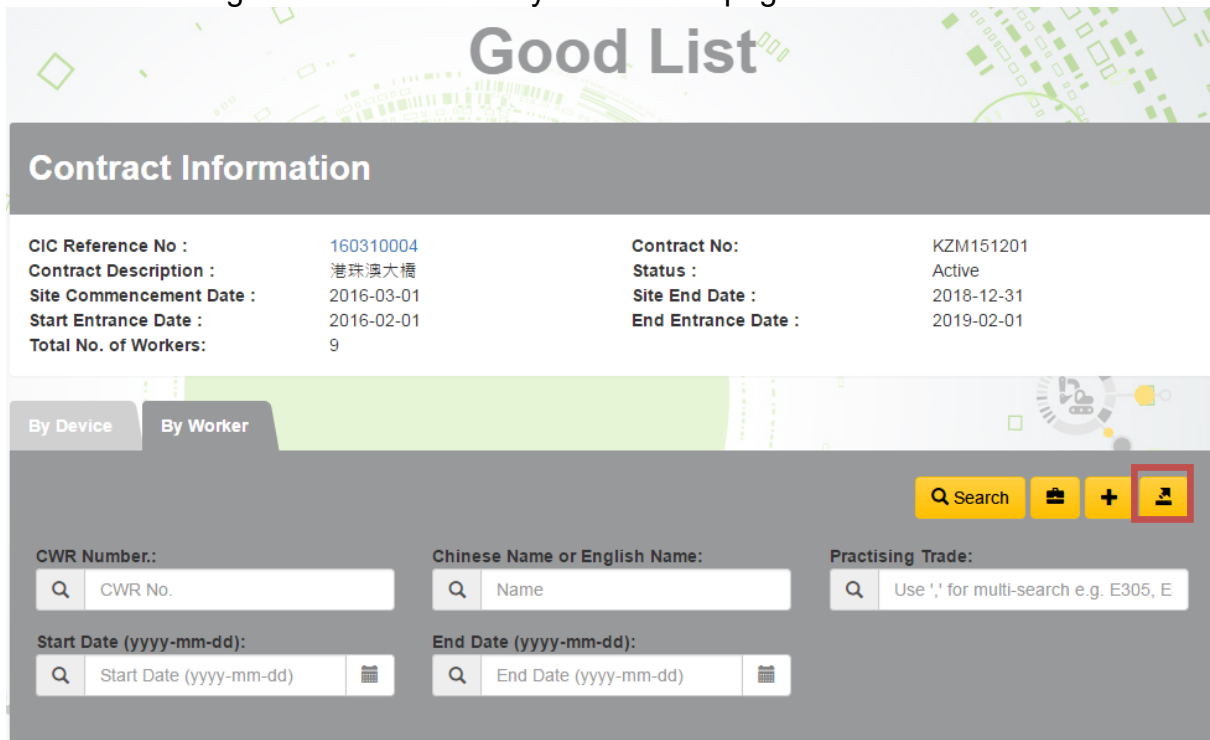 Good List
Contract Information
CIC Reference No : 160310004 Contract No: KZM151201
Contract Description : 港珠澳大橋 Status : Active
Site Commencement Date : 2016-03-01 Site End Date : 2018-12-31
Start Entrance Date : 2016-02-01 End Entrance Date : 2019-02-01
Total No. of Workers: 9
By Device By Worker
Search
CWR Number.: Chinese Name or English Name: Practising Trade:
CWR No. Name Use ',' for multi-search e.g. E305, E
Start Date (yyyy-mm-dd): End Date (yyyy-mm-dd):
Start Date (yyyy-mm-dd) End Date (yyyy-mm-dd)